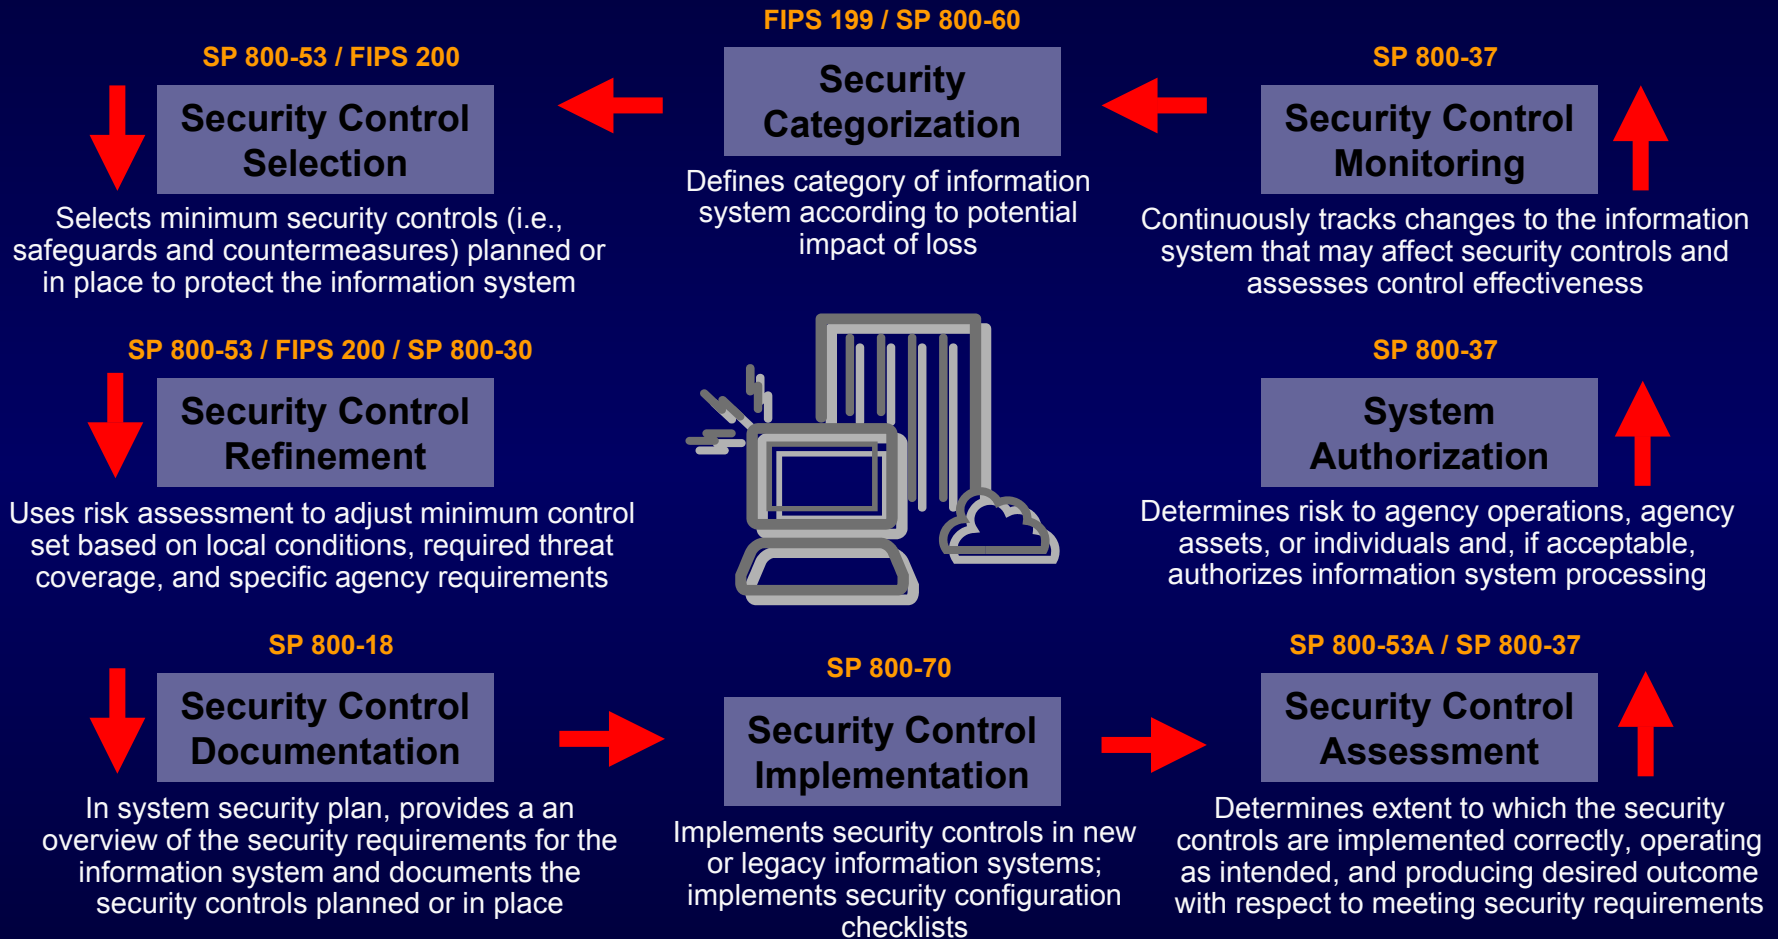 FIPS 199 / SP 800-60
Security
Categorization
Defines category of information
system according to potential
impact of loss
SP 800-53 / FIPS 200
Security Control
Selection
Selects minimum security controls (i.e.,
safeguards and countermeasures) planned or
in place to protect the information system
SP 800-37
Security Control
Monitoring
Continuously tracks changes to the information
system that may affect security controls and
assesses control effectiveness
SP 800-53 / FIPS 200 / SP 800-30
Security Control
Refinement
Uses risk assessment to adjust minimum control
set based on local conditions, required threat
coverage, and specific agency requirements
SP 800-37
System
Authorization
Determines risk to agency operations, agency
assets, or individuals and, if acceptable,
authorizes information system processing
SP 800-18
Security Control
Documentation
In system security plan, provides a an
overview of the security requirements for the
information system and documents the
security controls planned or in place
SP 800-70
Security Control
Implementation
Implements security controls in new
or legacy information systems;
implements security configuration
checklists
SP 800-53A / SP 800-37
Security Control
Assessment
Determines extent to which the security
controls are implemented correctly, operating
as intended, and producing desired outcome
with respect to meeting security requirements